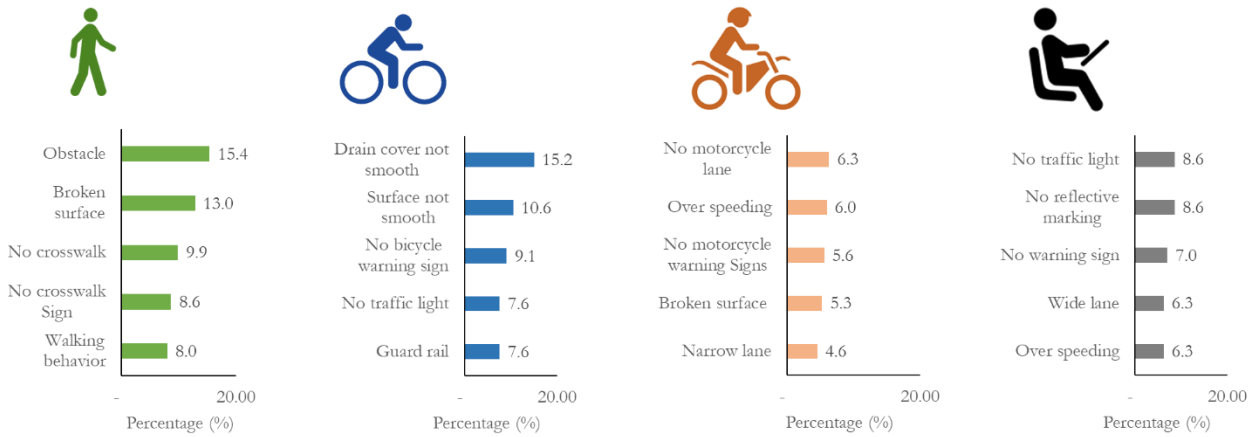 Obstacle
15.4
Broken
surface
13.0
No crosswalk
9.9
No crosswalk
Sign
8.6
Walking
behavior
8.0
-
20.00
Percentage (%)
Drain cover not
smooth
15.2
Surface not
smooth
10.6
No bicycle
warning sign
9.1
No traffic light
7.6
Guard rail
7.6
-
20.00
Percentage (%)
No motorcycle
lane
6.3
Over speeding
6.0
No motorcycle
warning Signs
5.6
Broken surface
5.3
Narrow lane
4.6
-
20.00
Percentage (%)
No traffic light
8.6
No reflective
marking
8.6
No warning sign
7.0
Wide lane
6.3
Over speeding
6.3
-
20.00
Percentage (%)